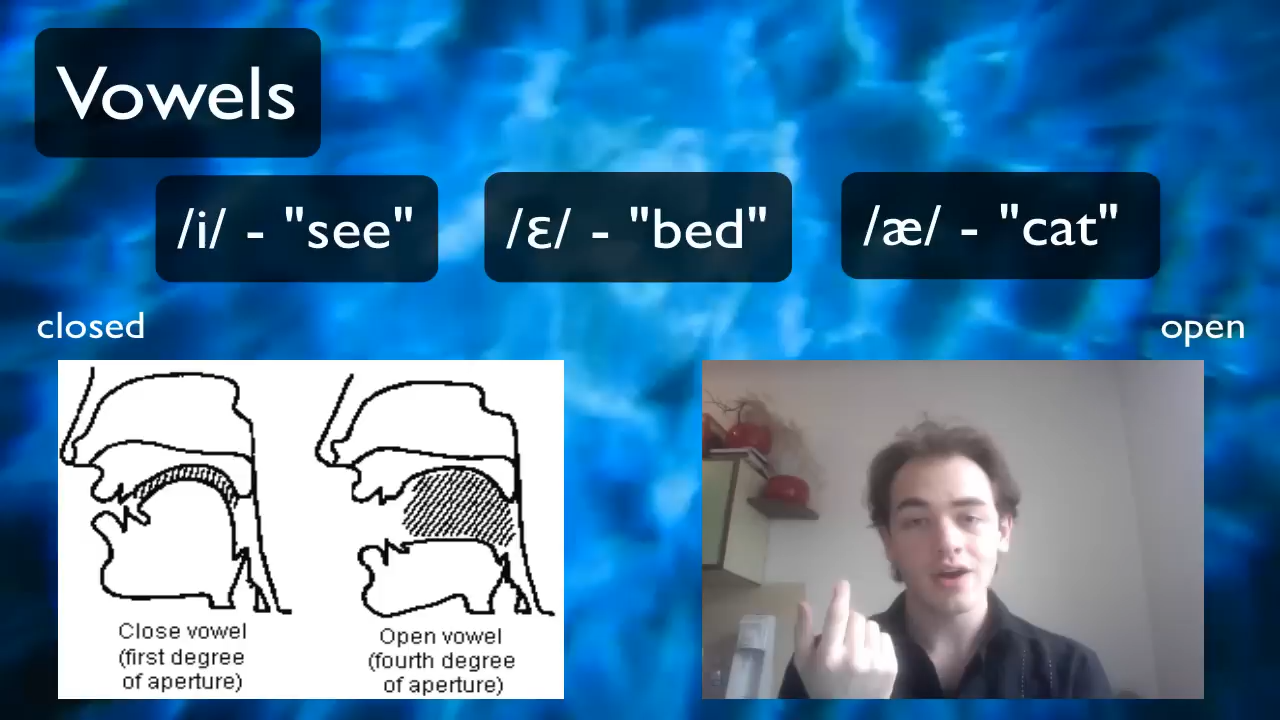 Vowels
/i/ - "see"
/ɛ/ - "bed"
/æ/ - "cat"
closed
open
Close vowel
(first degree
of aperture)
Open vowel
(fourth degree
of aperture)